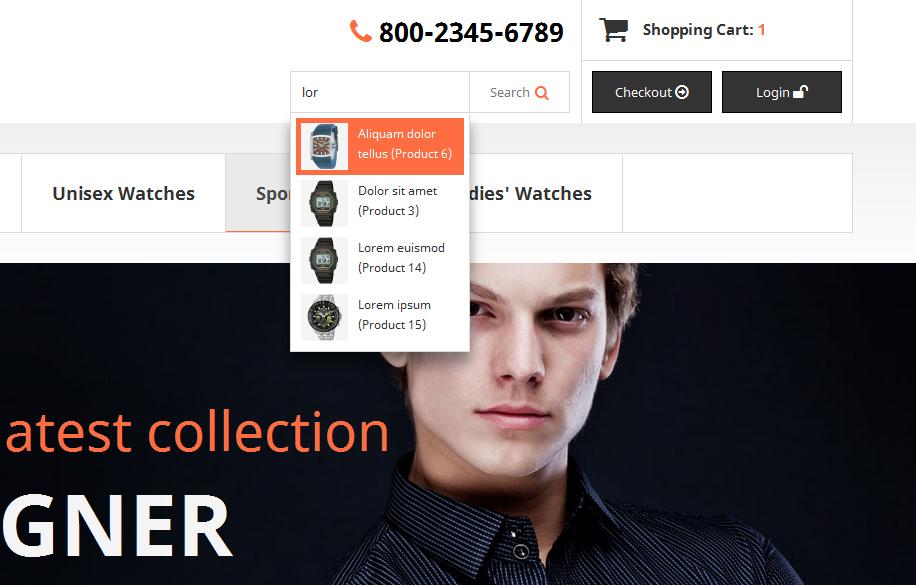 800-2345-6789
Shopping Cart: 1
lor
Search
Checkout
Login
Aliquam dolor
tellus (Product 6)
Dolor sit amet
(Product 3)
Lorem euismod
(Product 14)
Lorem ipsum
(Product 15)
Unisex Watches
Spo
dies' Watches
atest collection
GNER